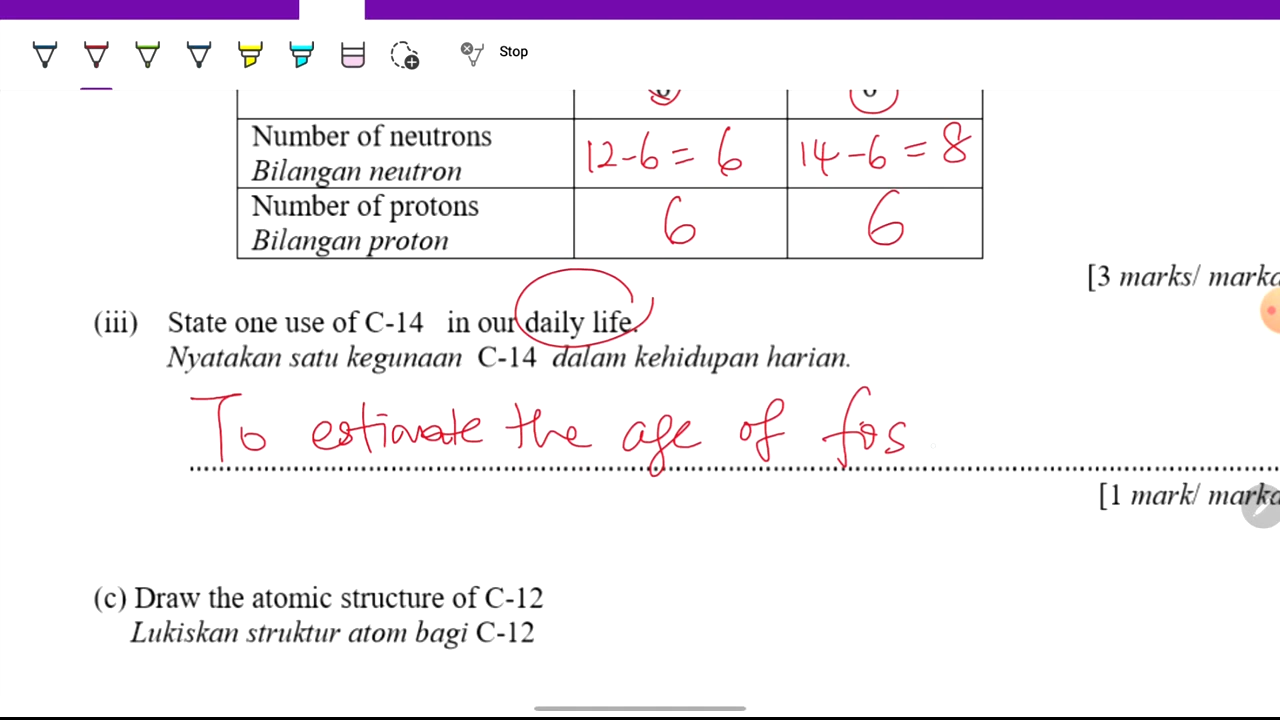 Stop
Number of neutrons
Bilangan neutron
12-6 = 6
14-6 = 8
Number of protons
Bilangan proton
6
6
[3 marks/ marka
(iii) State one use of C-14 in our daily life.
Nyatakan satu kegunaan C-14 dalam kehidupan harian.
To estimate the age of fos
[1 mark/ marka
(c) Draw the atomic structure of C-12
Lukiskan struktur atom bagi C-12